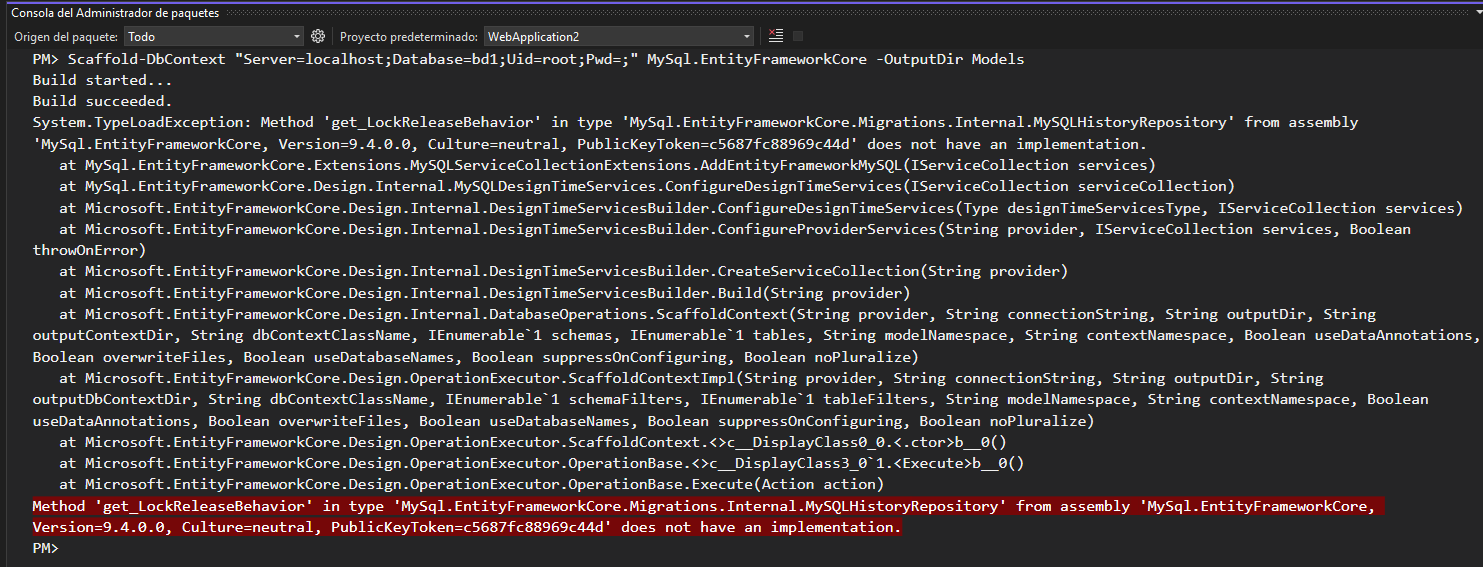 Consola del Administrador de paquetes
Origen del paquete: Todo Proyecto predeterminado: WebApplication2
PM> Scaffold-DbContext "Server=localhost;Database=bd1;Uid=root;Pwd=;" MySql.EntityFrameworkCore -OutputDir Models
Build started...
Build succeeded.
System.TypeLoadException: Method 'get_LockReleaseBehavior' in type 'MySql.EntityFrameworkCore.Migrations.Internal.MySQLHistoryRepository' from assembly
'MySql.EntityFrameworkCore, Version=9.4.0.0, Culture=neutral, PublicKeyToken=c5687fc88969c44d' does not have an implementation.
at MySql.EntityFrameworkCore.Extensions.MySQLServiceCollectionExtensions.AddEntityFrameworkMySQL(IServiceCollection services)
at MySql.EntityFrameworkCore.Design.Internal.MySQLDesignTimeServices.ConfigureDesignTimeServices(IServiceCollection serviceCollection)
at Microsoft.EntityFrameworkCore.Design.Internal.DesignTimeServicesBuilder.ConfigureDesignTimeServices(Type designTimeServicesType, IServiceCollection services)
at Microsoft.EntityFrameworkCore.Design.Internal.DesignTimeServicesBuilder.ConfigureProviderServices(String provider, IServiceCollection services, Boolean
throwOnError)
at Microsoft.EntityFrameworkCore.Design.Internal.DesignTimeServicesBuilder.CreateServiceCollection(String provider)
at Microsoft.EntityFrameworkCore.Design.Internal.DesignTimeServicesBuilder.Build(String provider)
at Microsoft.EntityFrameworkCore.Design.Internal.DatabaseOperations.ScaffoldContext(String provider, String connectionString, String outputDir, String
outputContextDir, String dbContextClassName, IEnumerable`1 schemas, IEnumerable`1 tables, String modelNamespace, String contextNamespace, Boolean useDataAnnotations,
Boolean overwriteFiles, Boolean useDatabaseNames, Boolean suppressOnConfiguring, Boolean noPluralize)
at Microsoft.EntityFrameworkCore.Design.OperationExecutor.ScaffoldContextImpl(String provider, String connectionString, String outputDir, String
outputDbContextDir, String dbContextClassName, IEnumerable`1 schemaFilters, IEnumerable`1 tableFilters, String modelNamespace, String contextNamespace, Boolean
useDataAnnotations, Boolean overwriteFiles, Boolean useDatabaseNames, Boolean suppressOnConfiguring, Boolean noPluralize)
at Microsoft.EntityFrameworkCore.Design.OperationExecutor.ScaffoldContext.<>c__DisplayClass0_0.<.ctor>b__0()
at Microsoft.EntityFrameworkCore.Design.OperationExecutor.OperationBase.<>c__DisplayClass3_0`1.<Execute>b__0()
at Microsoft.EntityFrameworkCore.Design.OperationExecutor.OperationBase.Execute(Action action)
Method 'get_LockReleaseBehavior' in type 'MySql.EntityFrameworkCore.Migrations.Internal.MySQLHistoryRepository' from assembly 'MySql.EntityFrameworkCore,
Version=9.4.0.0, Culture=neutral, PublicKeyToken=c5687fc88969c44d' does not have an implementation.
PM>